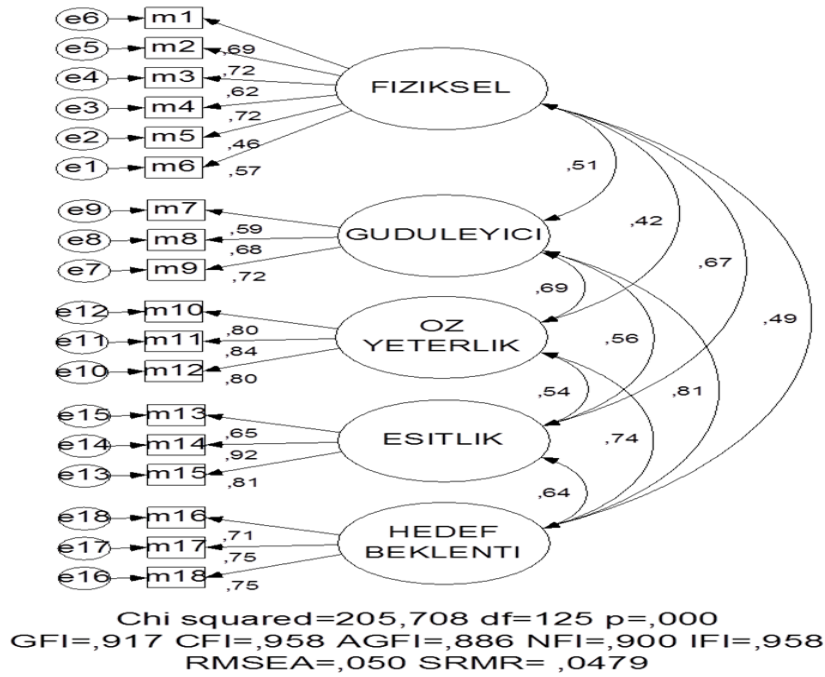 e6 m1
e5 m2 ,69
e4 m3 ,72
e3 m4 ,62
e2 m5 ,72
e1 m6 ,46
,57
FIZIKSEL
,51
,42
,67
,49
e9 m7
e8 m8 ,59
e7 m9 ,68
,72
GUDULEYICI
,69
,56
,81
e12 m10
e11 m11 ,80
e10 m12 ,84
,80
OZ
YETERLIK
,54
,74
e15 m13
e14 m14 ,65
e13 m15 ,92
,81
ESITLIK
,64
e18 m16
e17 m17 ,71
e16 m18 ,75
,75
HEDEF
BEKLENTI
Chi squared=205,708 df=125 p=,000
GFI=,917 CFI=,958 AGFI=,886 NFI=,900 IFI=,958
RMSEA=,050 SRMR= ,0479